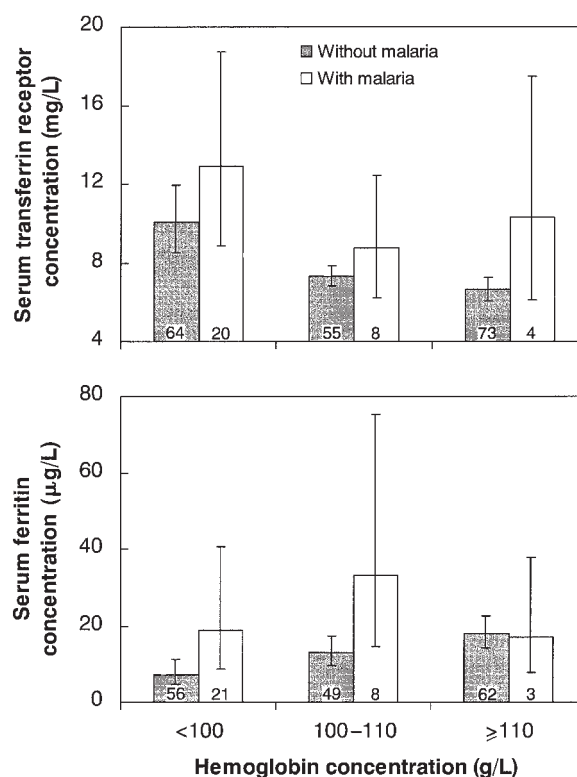 20
16
12
8
4
Serum transferrin receptor
concentration (mg/L)
Without malaria
With malaria
64 20 55 8 73 4
80
60
40
20
0
Serum ferritin
concentration (μg/L)
56 21 49 8 62 3
<100 100–110 ⩾110
Hemoglobin concentration (g/L)